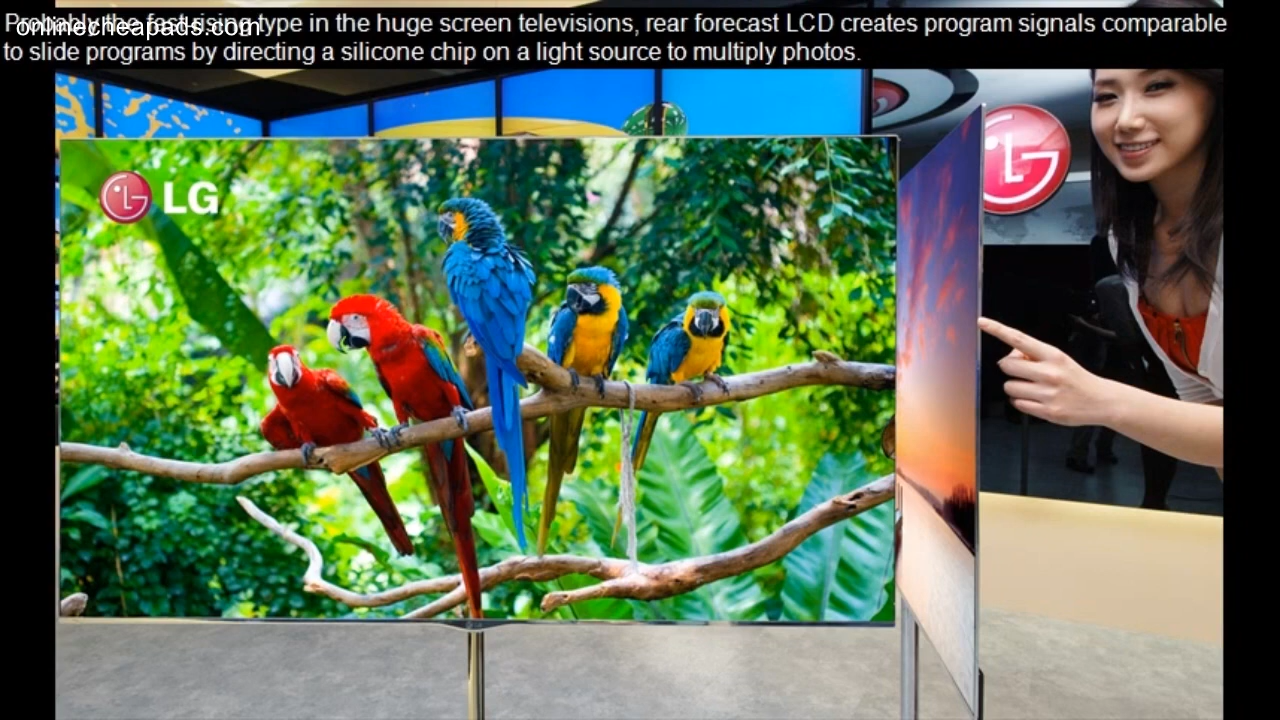 Probably the fast-rising type in the huge screen televisions, rear forecast LCD creates program signals comparable
onlinecheapads.com
to slide programs by directing a silicone chip on a light source to multiply photos.
LG
LG